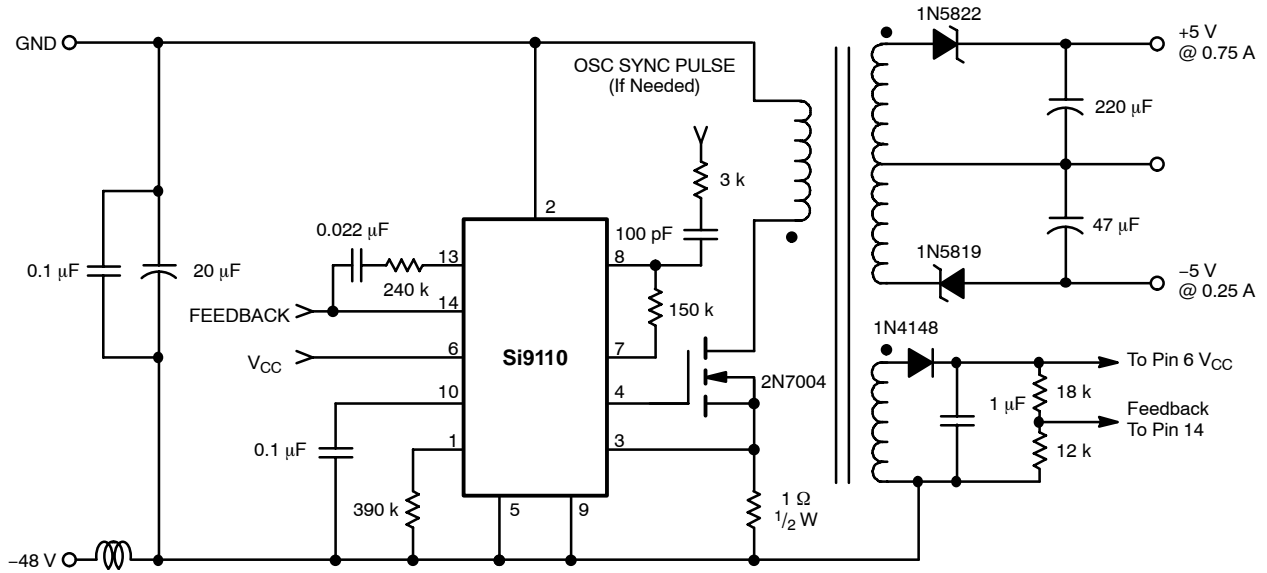 GND
1N5822
+5 V
@ 0.75 A
OSC SYNC PULSE
(If Needed)
220 µF
3 k
2
0.022 µF
100 pF
47 µF
13
8
1N5819
0.1 µF
20 µF
240 k
–5 V
@ 0.25 A
FEEDBACK
14
150 k
1N4148
VCC
6
Si9110
7
To Pin 6 VCC
2N7004
10
4
1 µF
18 k
Feedback
To Pin 14
0.1 µF
1
3
12 k
390 k
5
9
1 Ω
1/2 W
–48 V